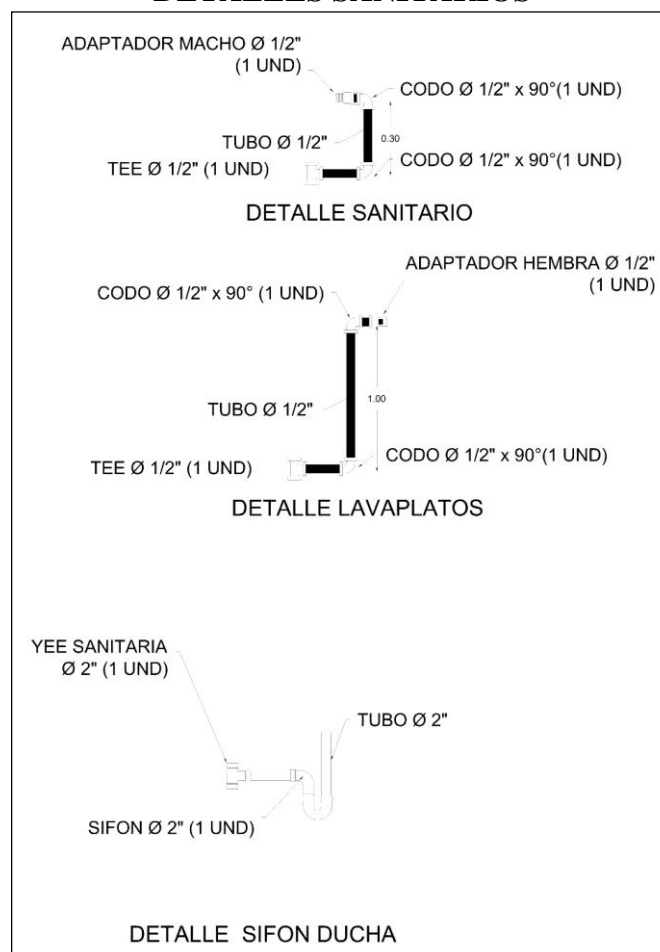 DETALLES SANITARIOS
ADAPTADOR MACHO Ø 1/2"
(1 UND)
CODO Ø 1/2" x 90°(1 UND)
TUBO Ø 1/2"
0.30
TEE Ø 1/2" (1 UND)
CODO Ø 1/2" x 90°(1 UND)
DETALLE SANITARIO
ADAPTADOR HEMBRA Ø 1/2"
(1 UND)
CODO Ø 1/2" x 90° (1 UND)
TUBO Ø 1/2"
1.00
TEE Ø 1/2" (1 UND)
CODO Ø 1/2" x 90°(1 UND)
DETALLE LAVAPLATOS
YEE SANITARIA
Ø 2" (1 UND)
TUBO Ø 2"
SIFON Ø 2" (1 UND)
DETALLE SIFON DUCHA